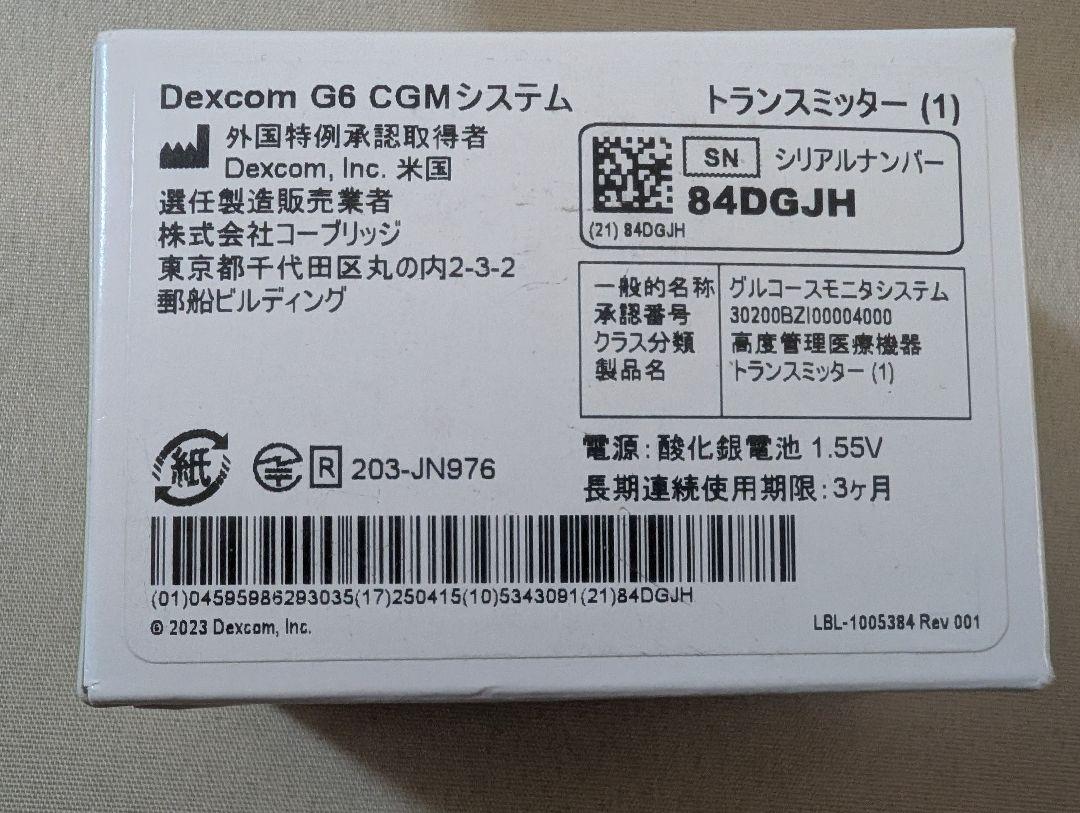 Dexcom G6 CGMシステム
トランスミッター (1)
外国特例承認取得者
Dexcom, Inc. 米国
選任製造販売業者
株式会社コーブリッジ
東京都千代田区丸の内2-3-2
郵船ビルディング
SN シリアルナンバー
84DGJH
(21) 84DGJH
一般的名称 グルコースモニタシステム
承認番号 30200BZI00004000
クラス分類 高度管理医療機器
製品名 トランスミッター (1)
紙 R 203-JN976
電源: 酸化銀電池 1.55V
長期連続使用期限: 3ヶ月
(01)04595986293035(17)250415(10)5343091(21)84DGJH
© 2023 Dexcom, Inc.
LBL-1005384 Rev 001